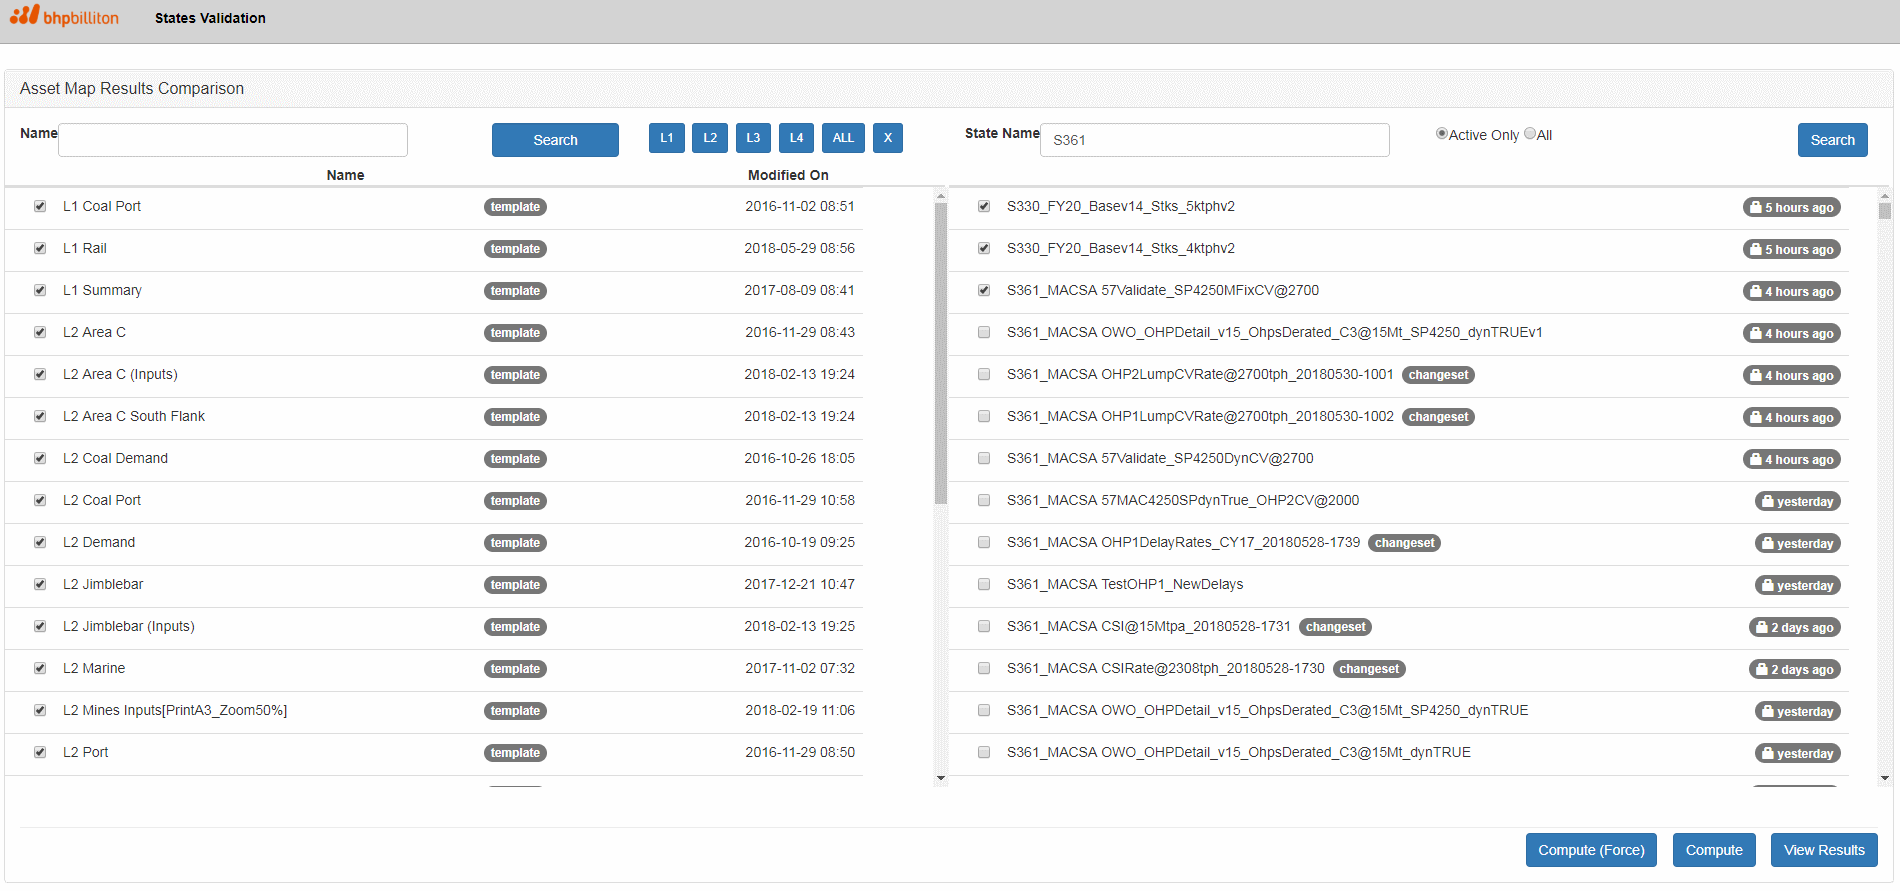 bhpbilliton States Validation
Asset Map Results Comparison
Name Search L1 L2 L3 L4 ALL X State Name S361 Active Only All Search
Name Modified On
L1 Coal Port template 2016-11-02 08:51 S330_FY20_Basev14_Stks_5ktphv2 5 hours ago
L1 Rail template 2018-05-29 08:56 S330_FY20_Basev14_Stks_4ktphv2 5 hours ago
L1 Summary template 2017-08-09 08:41 S361_MACSA 57Validate_SP4250MFixCV@2700 4 hours ago
L2 Area C template 2016-11-29 08:43 S361_MACSA OWO_OHPDetail_v15_OhpsDerated_C3@15Mt_SP4250_dynTRUEv1 4 hours ago
L2 Area C (Inputs) template 2018-02-13 19:24 S361_MACSA OHP2LumpCVRate@2700tph_20180530-1001 changeset 4 hours ago
L2 Area C South Flank template 2018-02-13 19:24 S361_MACSA OHP1LumpCVRate@2700tph_20180530-1002 changeset 4 hours ago
L2 Coal Demand template 2016-10-26 18:05 S361_MACSA 57Validate_SP4250DynCV@2700 4 hours ago
L2 Coal Port template 2016-11-29 10:58 S361_MACSA 57MAC4250SPdynTrue_OHP2CV@2000 yesterday
L2 Demand template 2016-10-19 09:25 S361_MACSA OHP1DelayRates_CY17_20180528-1739 changeset yesterday
L2 Jimblebar template 2017-12-21 10:47 S361_MACSA TestOHP1_NewDelays yesterday
L2 Jimblebar (Inputs) template 2018-02-13 19:25 S361_MACSA CSI@15Mtpa_20180528-1731 changeset 2 days ago
L2 Marine template 2017-11-02 07:32 S361_MACSA CSIRate@2308tph_20180528-1730 changeset 2 days ago
L2 Mines Inputs[PrintA3_Zoom50%] template 2018-02-19 11:06 S361_MACSA OWO_OHPDetail_v15_OhpsDerated_C3@15Mt_SP4250_dynTRUE yesterday
L2 Port template 2016-11-29 08:50 S361_MACSA OWO_OHPDetail_v15_OhpsDerated_C3@15Mt_dynTRUE yesterday
Compute (Force) Compute View Results